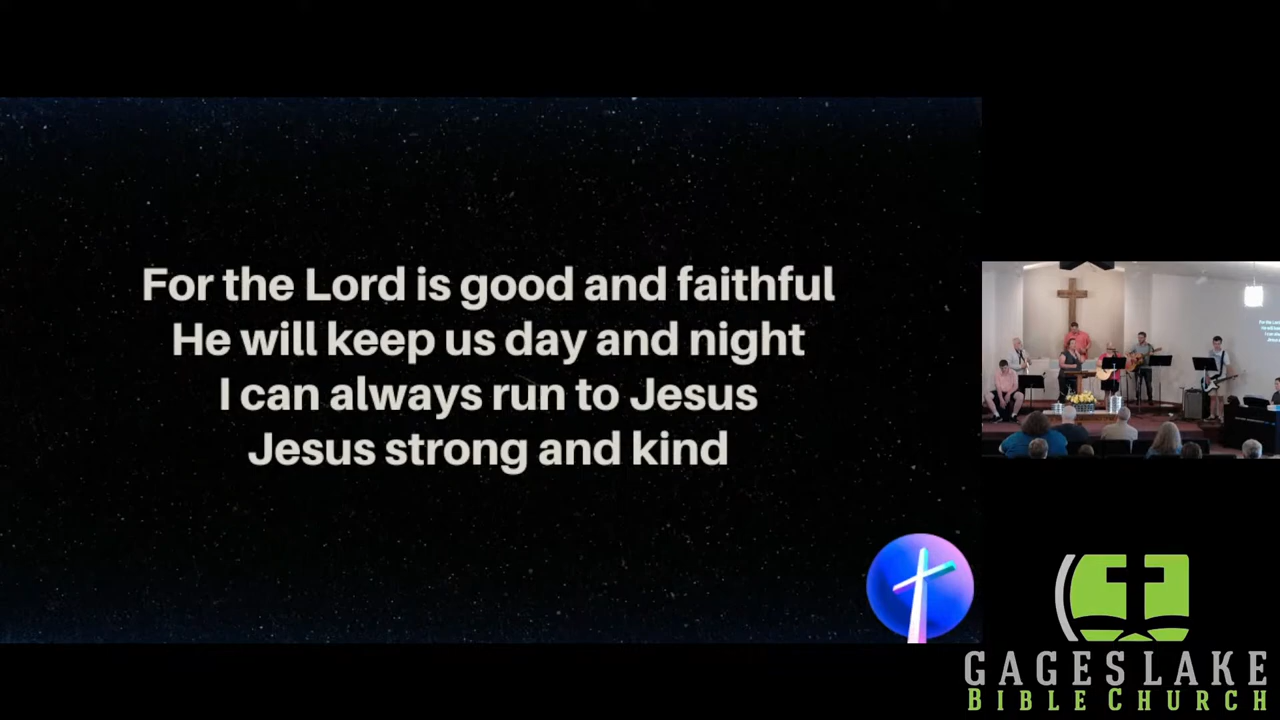 For the Lord is good and faithful
He will keep us day and night
I can always run to Jesus
Jesus strong and kind
GAGESLAKE
BIBLE CHURCH